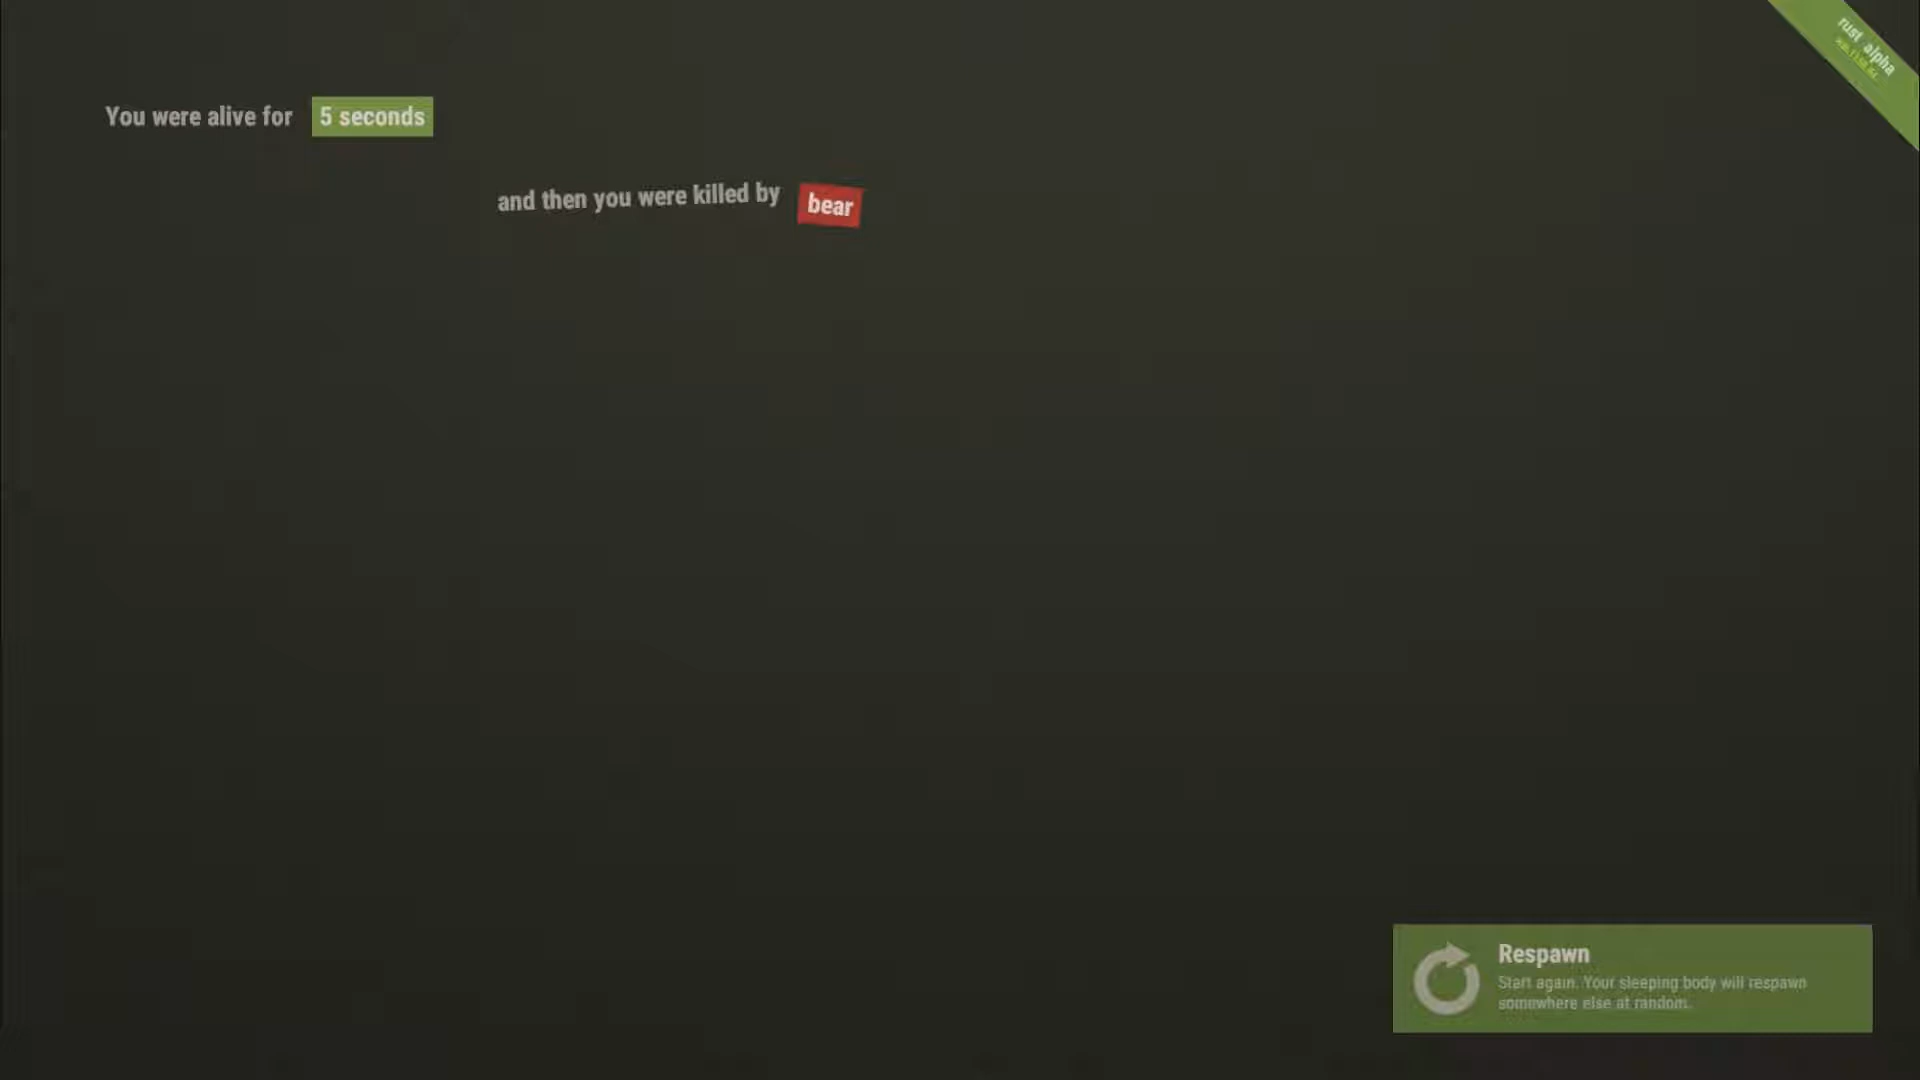 rust alpha
You were alive for 5 seconds
and then you were killed by bear
Respawn
Start again. Your sleeping body will respawn
somewhere else at random.